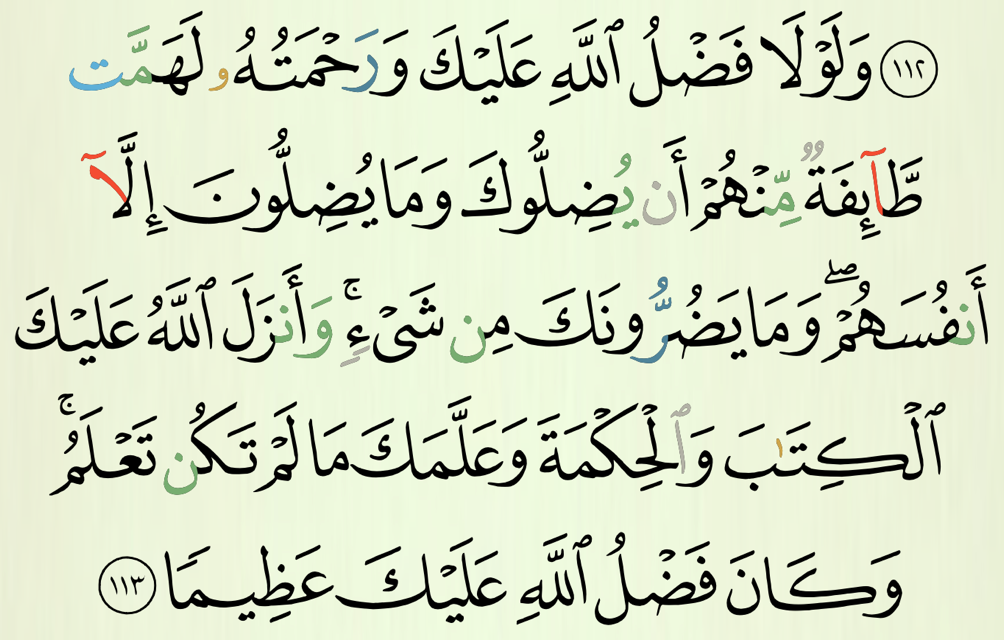 ١١٢ وَلَوْلَا فَضْلُ ٱللَّهِ عَلَيْكَ وَرَحْمَتُهُۥ لَهَمَّت
طَّآئِفَةٌ مِّنْهُمْ أَن يُضِلُّوكَ وَمَا يُضِلُّونَ إِلَّآ
أَنفُسَهُمْ ۖ وَمَا يَضُرُّونَكَ مِن شَىْءٍ ۚ وَأَنزَلَ ٱللَّهُ عَلَيْكَ
ٱلْكِتَـٰبَ وَٱلْحِكْمَةَ وَعَلَّمَكَ مَا لَمْ تَكُن تَعْلَمُ ۚ
وَكَانَ فَضْلُ ٱللَّهِ عَلَيْكَ عَظِيمًا ١١٣